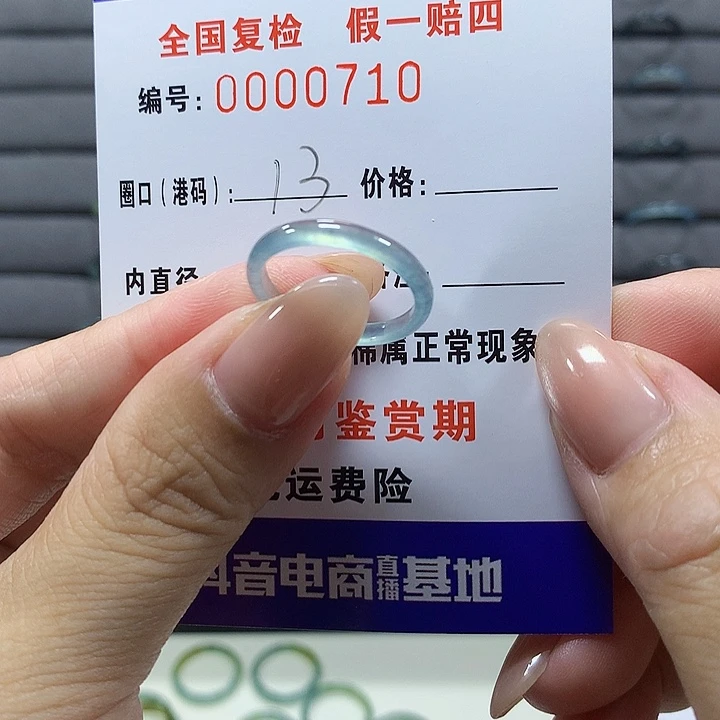 全国复检 假一赔四
编号: 0000710
圈口(港码): 13 价格:
内直径
属正常现象
鉴赏期
运费险
抖音电商直播基地